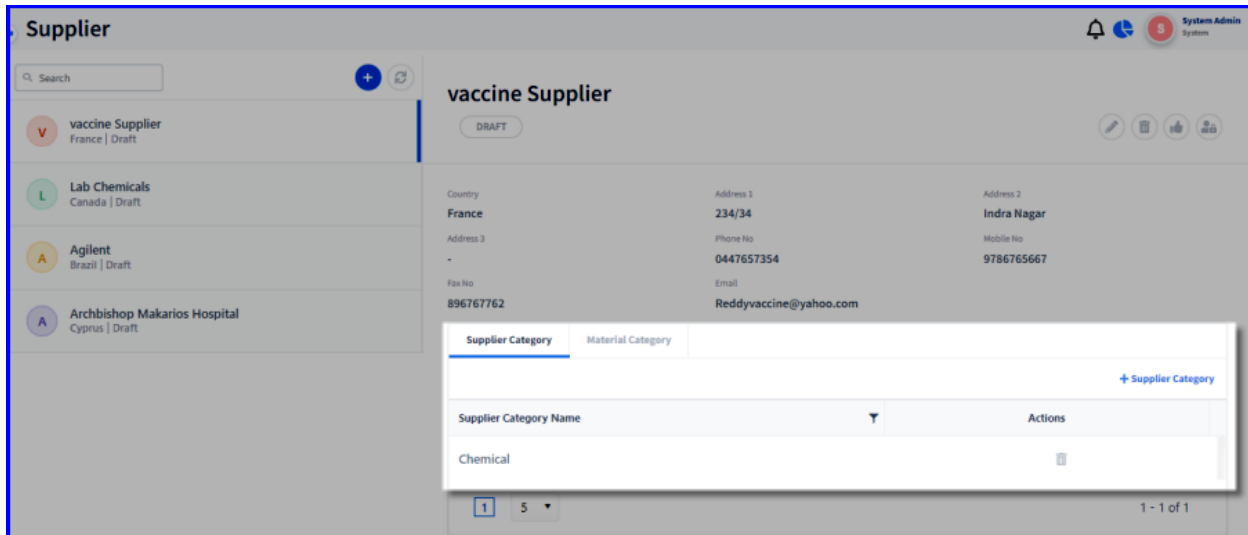 Supplier
S
System Admin
System
Search
V
vaccine Supplier
France | Draft
L
Lab Chemicals
Canada | Draft
A
Agilent
Brazil | Draft
A
Archbishop Makarios Hospital
Cyprus | Draft
vaccine Supplier
DRAFT
Country
Address 1
Address 2
France
234/34
Indra Nagar
Address 3
Phone No
Mobile No
-
0447657354
9786765667
Fax No
Email
896767762
Reddyvaccine@yahoo.com
Supplier Category
Material Category
+ Supplier Category
Supplier Category Name
Actions
Chemical
1
5
1 - 1 of 1